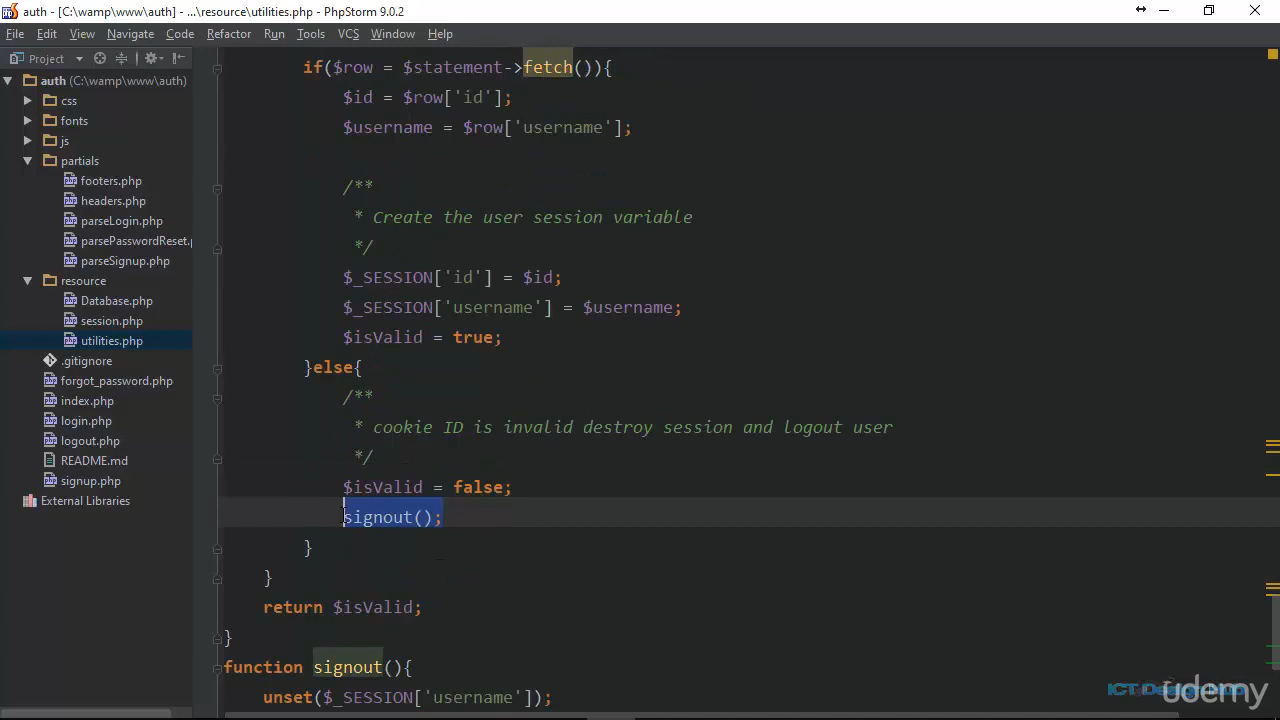 auth - [C:\wamp\www\auth] - ...\resource\utilities.php - PhpStorm 9.0.2
File Edit View Navigate Code Refactor Run Tools VCS Window Help
Project
auth (C:\wamp\www\auth)
css
fonts
js
partials
footers.php
headers.php
parseLogin.php
parsePasswordReset.
parseSignup.php
resource
Database.php
session.php
utilities.php
.gitignore
forgot_password.php
index.php
login.php
logout.php
README.md
signup.php
External Libraries
if($row = $statement->fetch()){
$id = $row['id'];
$username = $row['username'];
/**
* Create the user session variable
*/
$_SESSION['id'] = $id;
$_SESSION['username'] = $username;
$isValid = true;
}else{
/**
* cookie ID is invalid destroy session and logout user
*/
$isValid = false;
signout();
}
}
return $isValid;
}
function signout(){
unset($_SESSION['username']);
ICT Design Hub
udemy